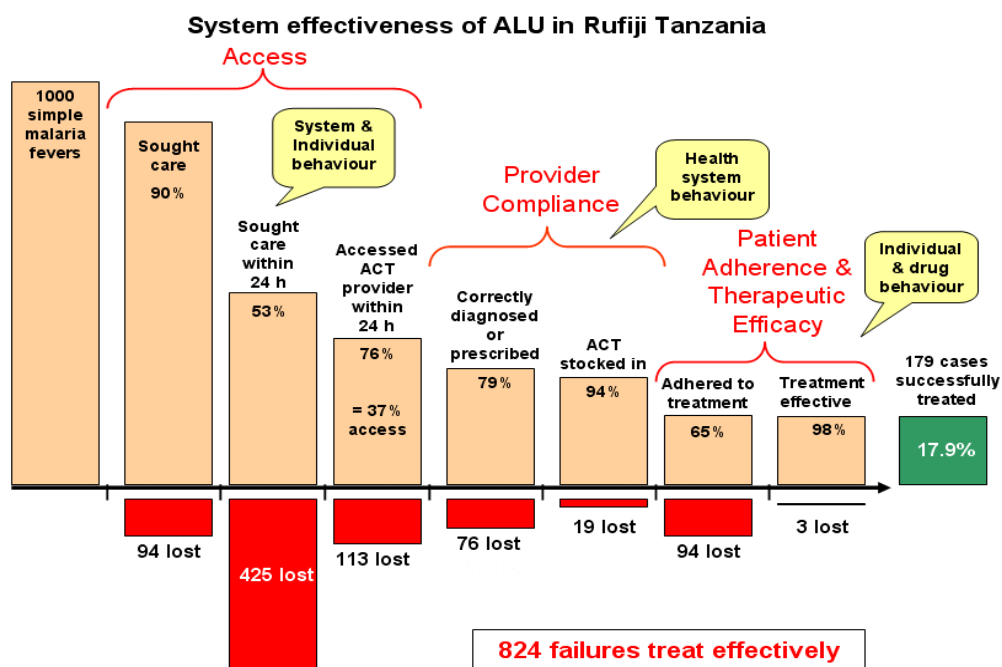 System effectiveness of ALU in Rufiji Tanzania
Access
1000
simple
malaria
fevers
Sought
care
90%
System &
Individual
behaviour
Sought
care
within
24 h
53%
Accessed
ACT
provider
within
24 h
76%
= 37%
access
Provider
Compliance
Health
system
behaviour
Correctly
diagnosed
or
prescribed
79%
ACT
stocked in
94%
Patient
Adherence &
Therapeutic
Efficacy
Individual
& drug
behaviour
Adhered to
treatment
65%
Treatment
effective
98%
179 cases
successfully
treated
17.9%
94 lost
425 lost
113 lost
76 lost
19 lost
94 lost
3 lost
824 failures treat effectively